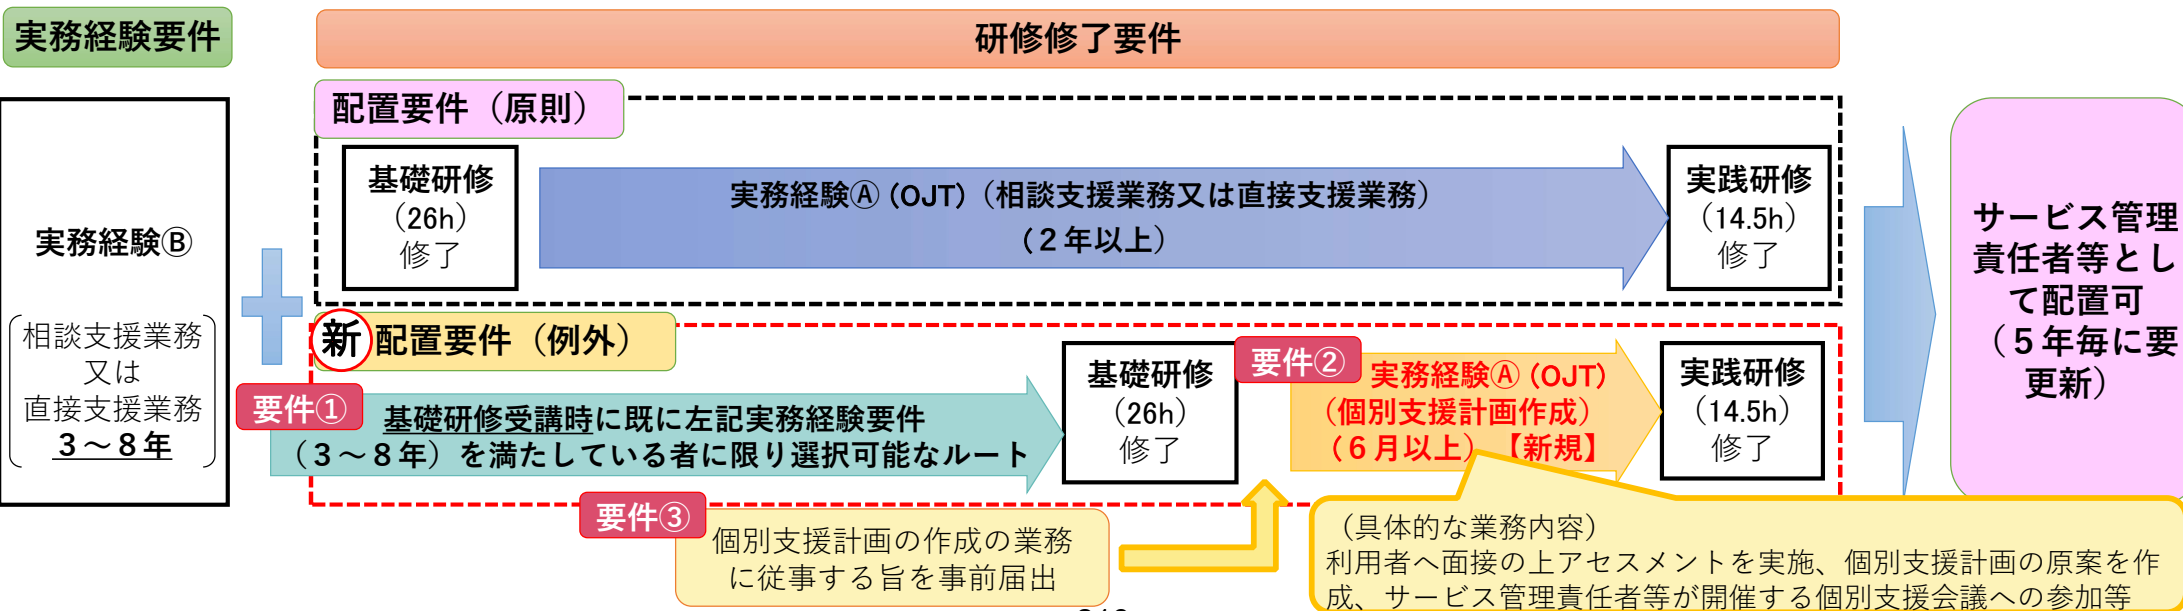 実務経験要件
研修修了要件
実務経験Ⓑ
相談支援業務
又は
直接支援業務
３～８年
配置要件（原則）
基礎研修
（26h）
修了
実務経験Ⓐ (OJT)（相談支援業務又は直接支援業務）
（２年以上）
実践研修
（14.5h）
修了
新 配置要件（例外）
要件①
基礎研修受講時に既に左記実務経験要件
（３～８年）を満たしている者に限り選択可能なルート
基礎研修
（26h）
修了
要件②
実務経験Ⓐ (OJT)
（個別支援計画作成）
（６月以上）【新規】
実践研修
（14.5h）
修了
要件③
個別支援計画の作成の業務
に従事する旨を事前届出
（具体的な業務内容）
利用者へ面接の上アセスメントを実施、個別支援計画の原案を作
成、サービス管理責任者等が開催する個別支援会議への参加等
サービス管理
責任者等とし
て配置可
（５年毎に要
更新）